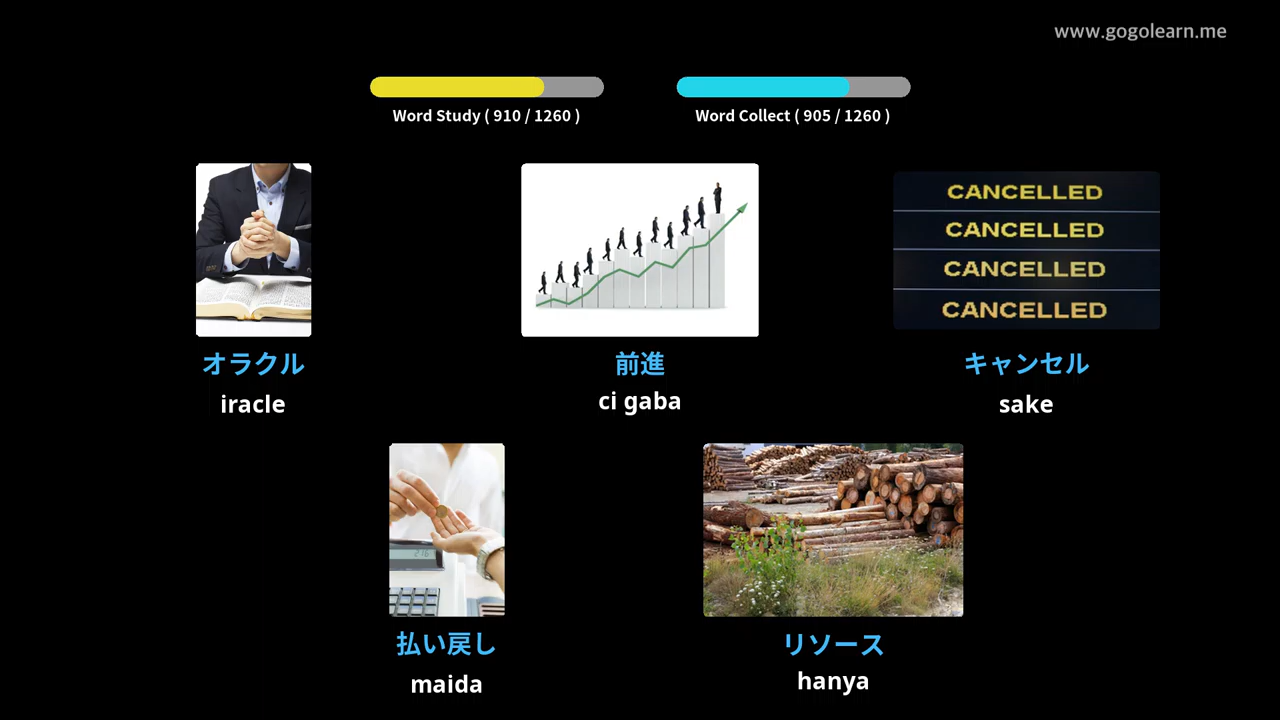 www.gogolearn.me
Word Study ( 910 / 1260 )
Word Collect ( 905 / 1260 )
CANCELLED
CANCELLED
CANCELLED
CANCELLED
オラクル
iracle
前進
ci gaba
キャンセル
sake
払い戻し
maida
リソース
hanya